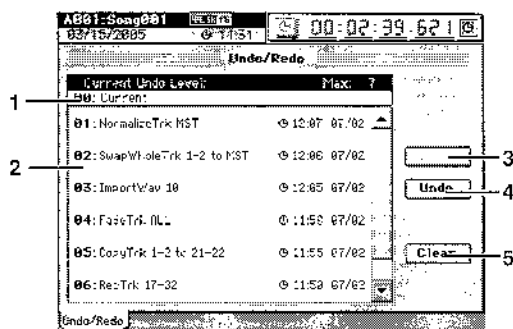 A001:Song001
03/15/2005 11:51
00:02:39.621
Undo/Redo
Current Undo Level: Max: 7
00: Current
01: NormalizeTrk MST 12:07 07/02
02: SwapWholeTrk 1-2 to MST 12:06 07/02
03: ImportWav 10 12:05 07/02
04: FadeTrk ALL 11:58 07/02
05: CopyTrk 1-2 to 21-22 11:55 07/02
06: RecTrk 17-32 11:50 07/02
Undo
Clear
Undo/Redo
1
2
3
4
5